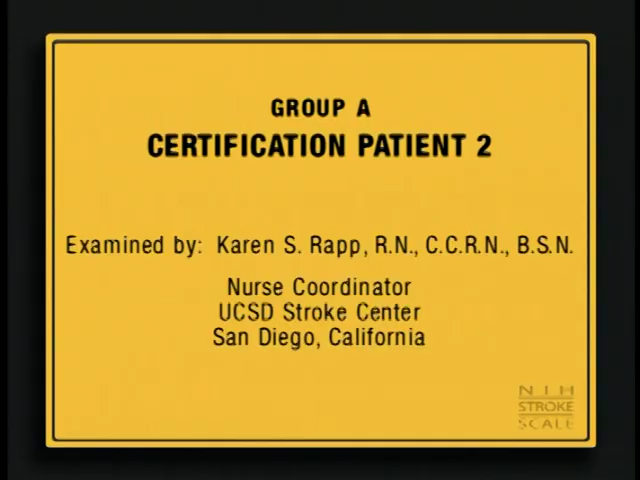 GROUP A
CERTIFICATION PATIENT 2
Examined by: Karen S. Rapp, R.N., C.C.R.N., B.S.N.
Nurse Coordinator
UCSD Stroke Center
San Diego, California
NIH
STROKE
SCALE